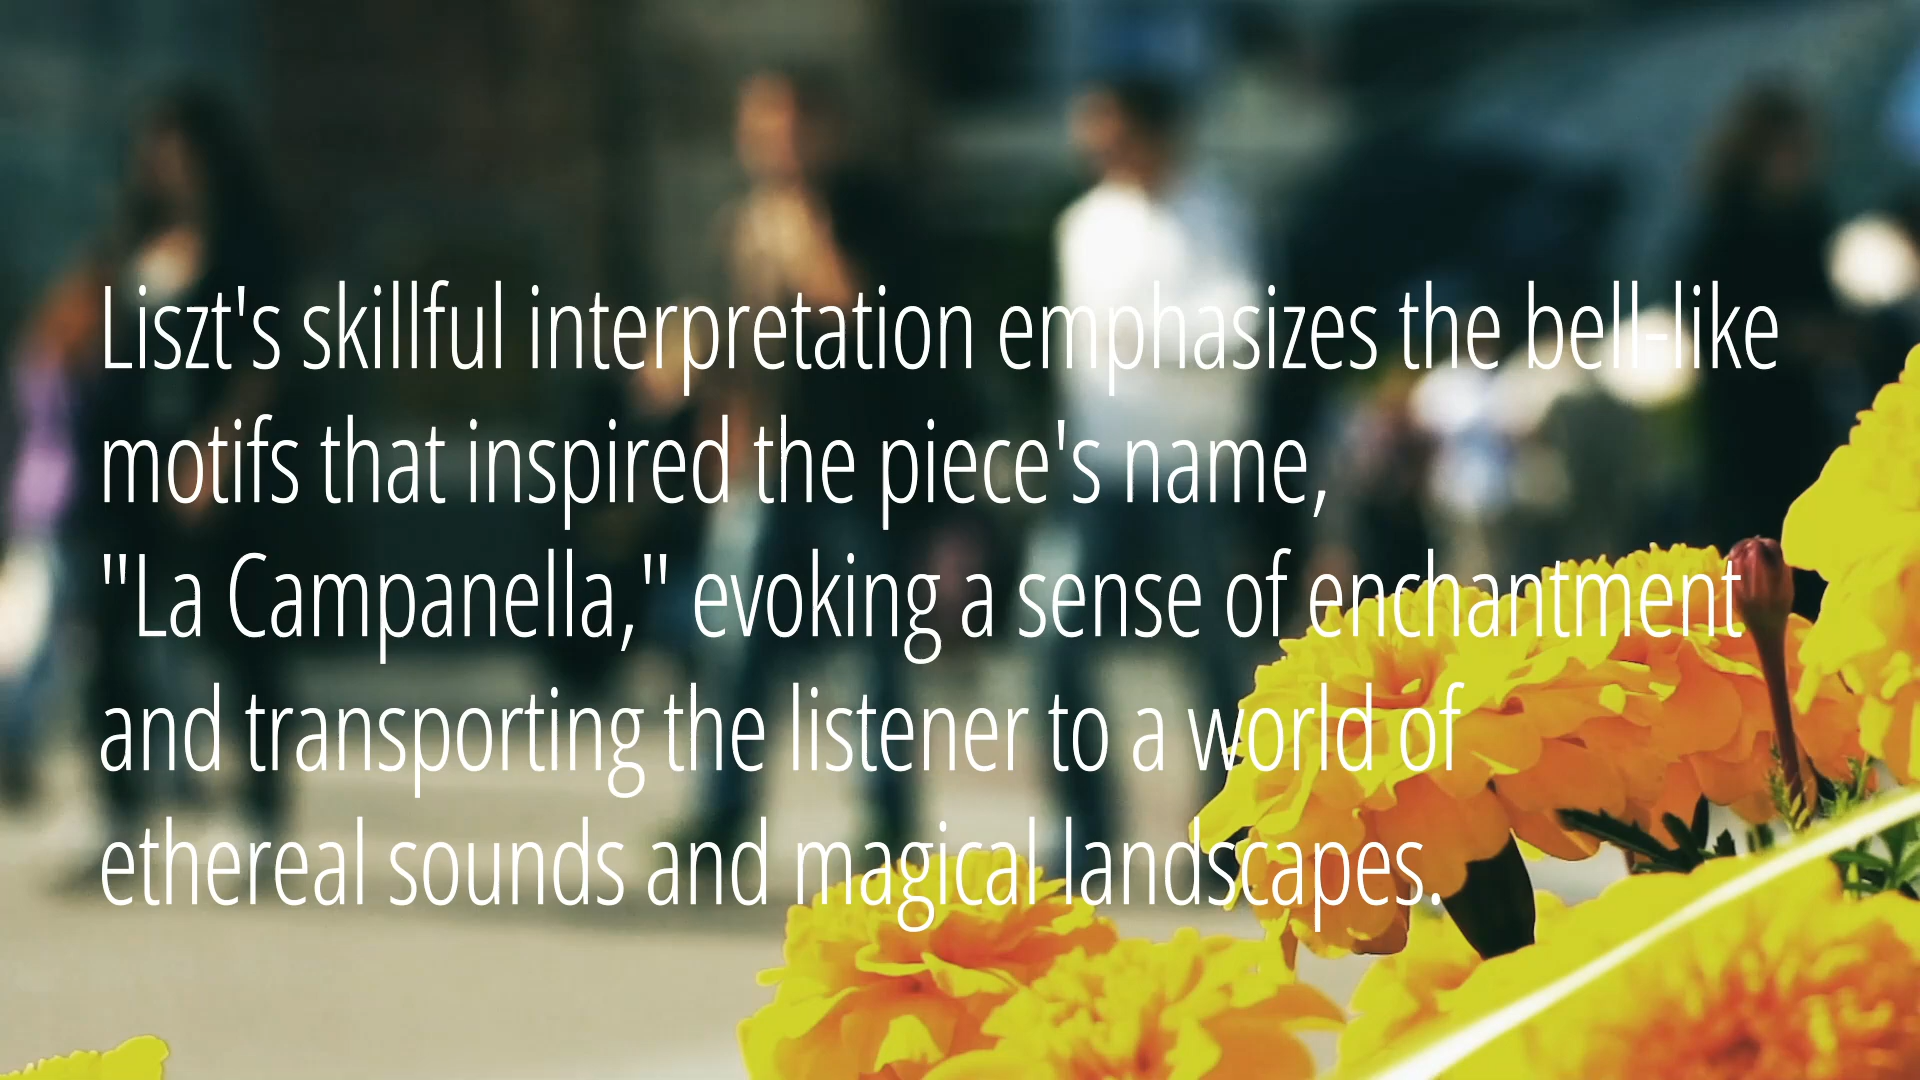 Liszt's skillful interpretation emphasizes the bell-like
motifs that inspired the piece's name,
"La Campanella," evoking a sense of enchantment
and transporting the listener to a world of
ethereal sounds and magical landscapes.